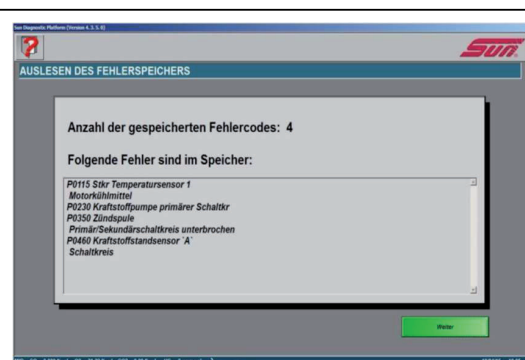 Sun Diagnostic Platform [Version 4. 3. 5. 0]
Sun
AUSLESEN DES FEHLERSPEICHERS
Anzahl der gespeicherten Fehlercodes: 4
Folgende Fehler sind im Speicher:
P0115 Stkr Temperatursensor 1
Motorkühlmittel
P0230 Kraftstoffpumpe primärer Schaltkr
P0350 Zündspule
Primär/Sekundärschaltkreis unterbrochen
P0460 Kraftstoffstandsensor `A`
Schaltkreis
Weiter